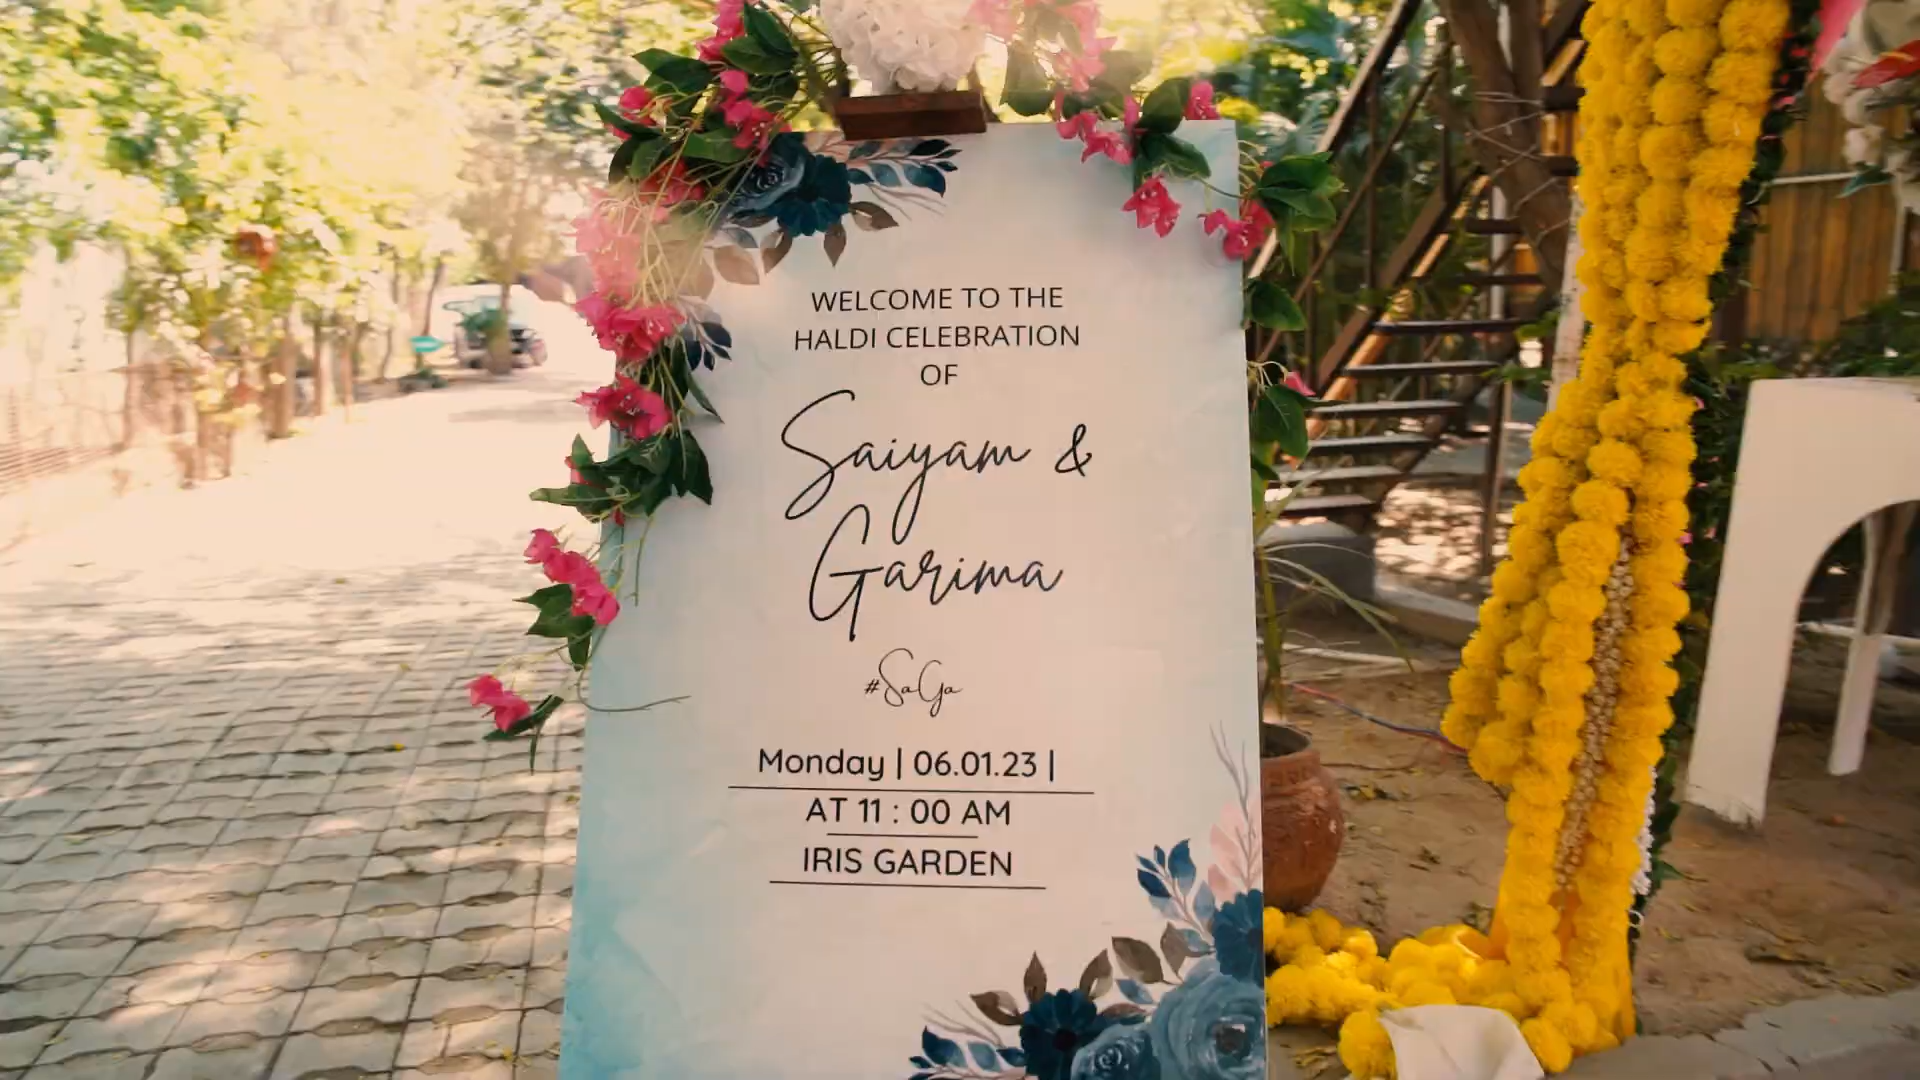 WELCOME TO THE
HALDI CELEBRATION
OF
Saiyam &
Garima
#SaGa
Monday | 06.01.23 |
AT 11 : 00 AM
IRIS GARDEN